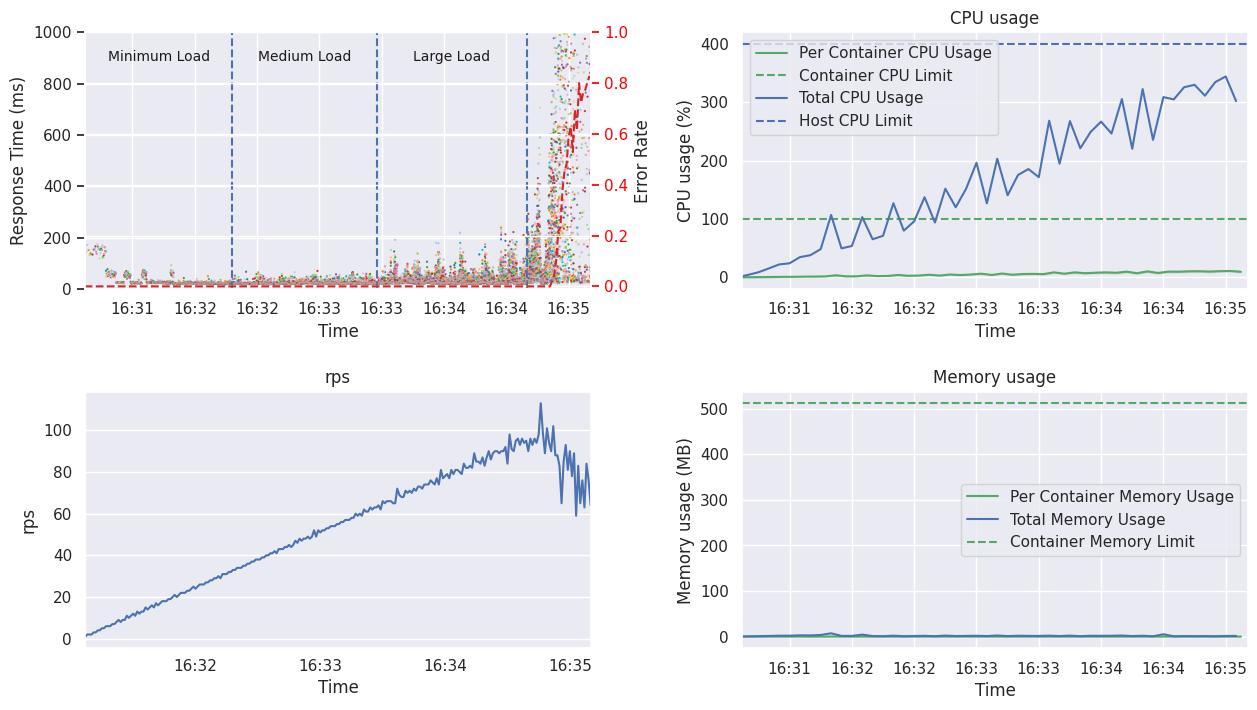 Minimum Load
Medium Load
Large Load
Response Time (ms)
1000
800
600
400
200
0
1.0
0.8
0.6
0.4
0.2
0.0
Error Rate
16:31 16:32 16:32 16:33 16:33 16:34 16:34 16:35
Time
CPU usage
CPU usage (%)
400
300
200
100
0
Per Container CPU Usage
Container CPU Limit
Total CPU Usage
Host CPU Limit
16:31 16:32 16:32 16:33 16:33 16:34 16:34 16:35
Time
rps
rps
100
80
60
40
20
0
16:32 16:33 16:34 16:35
Time
Memory usage
Memory usage (MB)
500
400
300
200
100
0
Per Container Memory Usage
Total Memory Usage
Container Memory Limit
16:31 16:32 16:32 16:33 16:33 16:34 16:34 16:35
Time